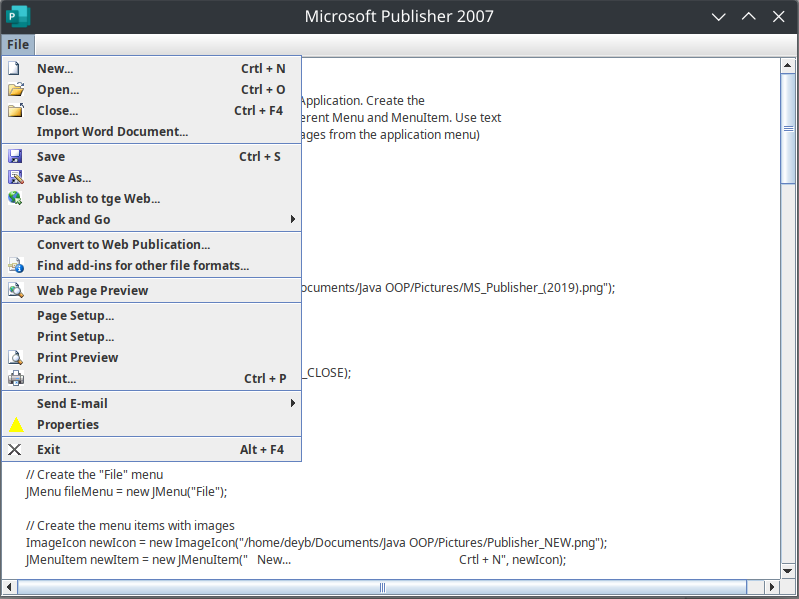 Microsoft Publisher 2007
File
New... Crtl + N
Open... Crtl + O
Close... Ctrl + F4
Import Word Document...
Save Ctrl + S
Save As...
Publish to tge Web...
Pack and Go
Convert to Web Publication...
Find add-ins for other file formats...
Web Page Preview
Page Setup...
Print Setup...
Print Preview
Print... Ctrl + P
Send E-mail
Properties
Exit Alt + F4
Application. Create the
erent Menu and MenuItem. Use text
ages from the application menu)
ocuments/Java OOP/Pictures/MS_Publisher_(2019).png");
_CLOSE);
// Create the "File" menu
JMenu fileMenu = new JMenu("File");
// Create the menu items with images
ImageIcon newIcon = new ImageIcon("/home/deyb/Documents/Java OOP/Pictures/Publisher_NEW.png");
JMenuItem newItem = new JMenuItem(" New... Crtl + N", newIcon);